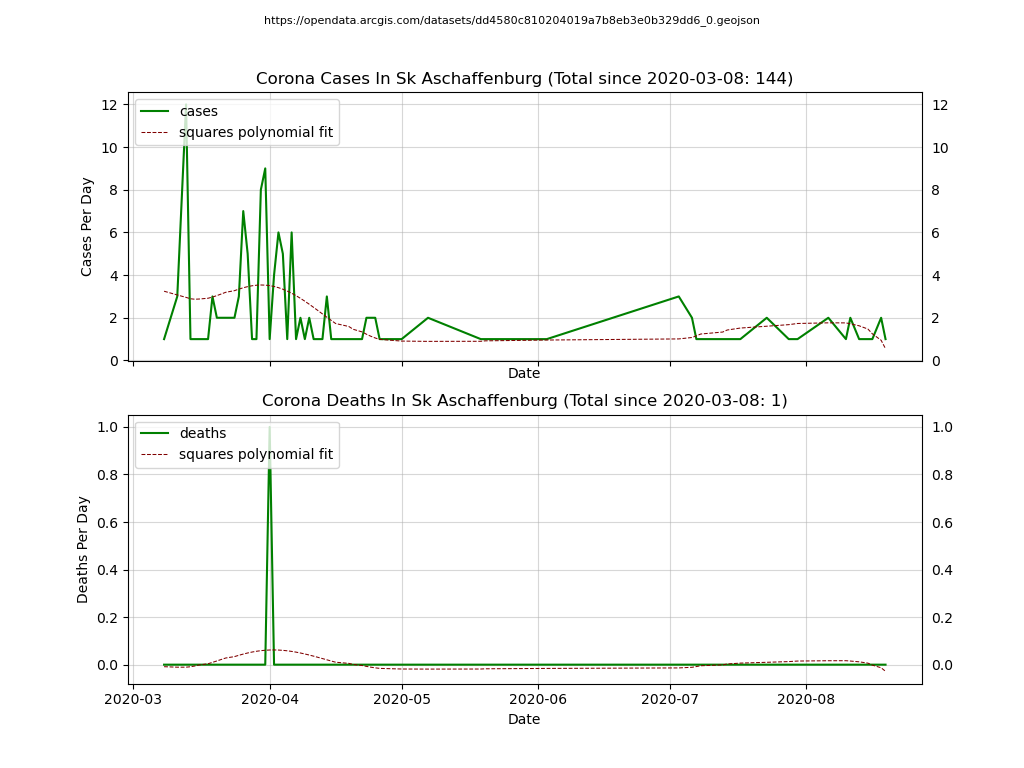 https://opendata.arcgis.com/datasets/dd4580c810204019a7b8eb3e0b329dd6_0.geojson
Corona Cases In Sk Aschaffenburg (Total since 2020-03-08: 144)
12
10
8
6
4
2
0
Cases Per Day
cases
squares polynomial fit
12
10
8
6
4
2
0
Date
Corona Deaths In Sk Aschaffenburg (Total since 2020-03-08: 1)
1.0
0.8
0.6
0.4
0.2
0.0
Deaths Per Day
deaths
squares polynomial fit
1.0
0.8
0.6
0.4
0.2
0.0
2020-03 2020-04 2020-05 2020-06 2020-07 2020-08
Date